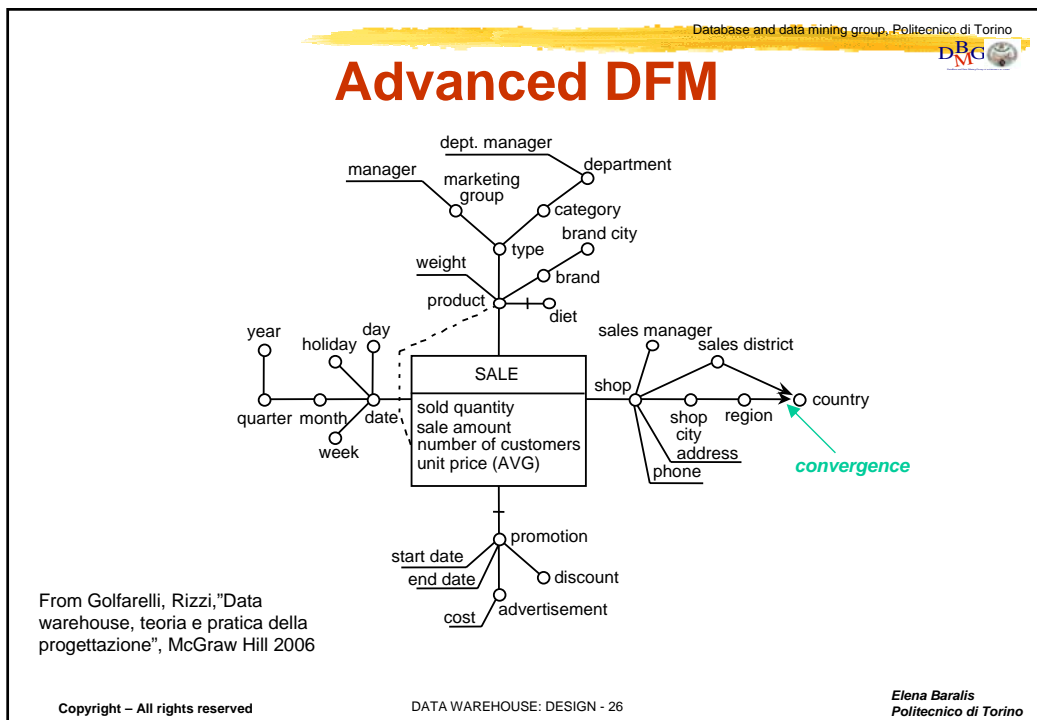 Database and data mining group, Politecnico di Torino
DBMG
Advanced DFM
dept. manager
department
manager
marketing
group
category
brand city
type
weight
brand
product
diet
year
holiday
day
sales manager
sales district
SALE
shop
country
quarter
month
date
sold quantity
sale amount
number of customers
unit price (AVG)
shop
city
region
week
address
phone
convergence
promotion
start date
end date
discount
advertisement
cost
From Golfarelli, Rizzi,"Data
warehouse, teoria e pratica della
progettazione", McGraw Hill 2006
Copyright – All rights reserved
DATA WAREHOUSE: DESIGN - 26
Elena Baralis
Politecnico di Torino